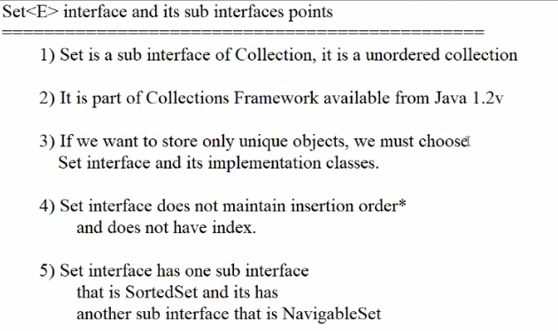 Set<E> interface and its sub interfaces points
================================================
1) Set is a sub interface of Collection, it is a unordered collection
2) It is part of Collections Framework available from Java 1.2v
3) If we want to store only unique objects, we must choose
Set interface and its implementation classes.
4) Set interface does not maintain insertion order*
and does not have index.
5) Set interface has one sub interface
that is SortedSet and its has
another sub interface that is NavigableSet